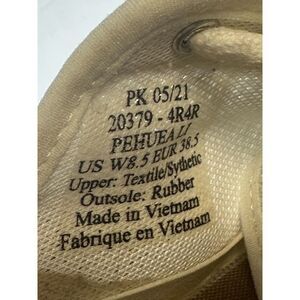 PK 05/21
20379 - 4R4R
PEHUEA LI
US W8.5 EUR 38.5
Upper: Textile/Sythetic
Outsole: Rubber
Made in Vietnam
Fabrique en Vietnam